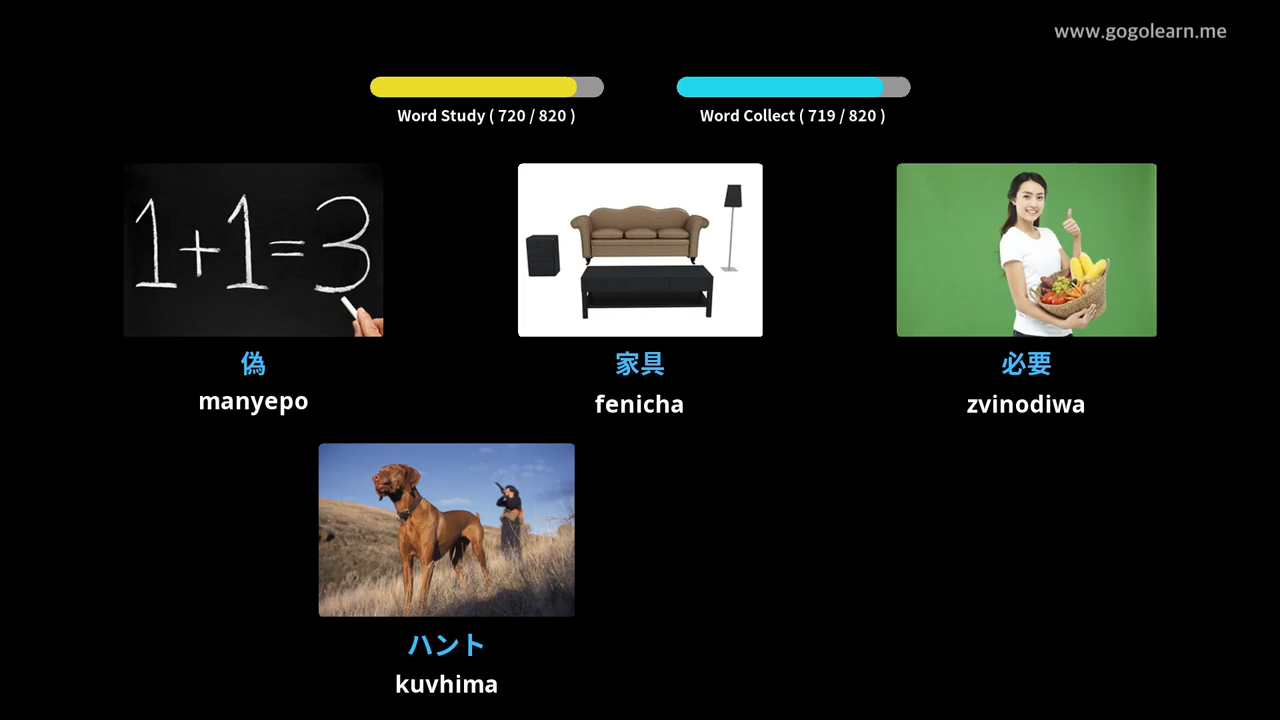 www.gogolearn.me
Word Study ( 720 / 820 )
Word Collect ( 719 / 820 )
1+1=3
偽
manyepo
家具
fenicha
必要
zvinodiwa
ハント
kuvhima